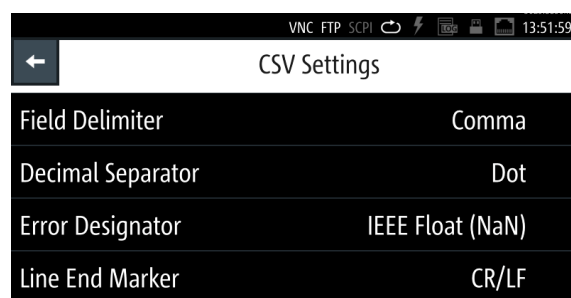 VNC FTP SCPI LOG 13:51:59
CSV Settings
Field Delimiter Comma
Decimal Separator Dot
Error Designator IEEE Float (NaN)
Line End Marker CR/LF